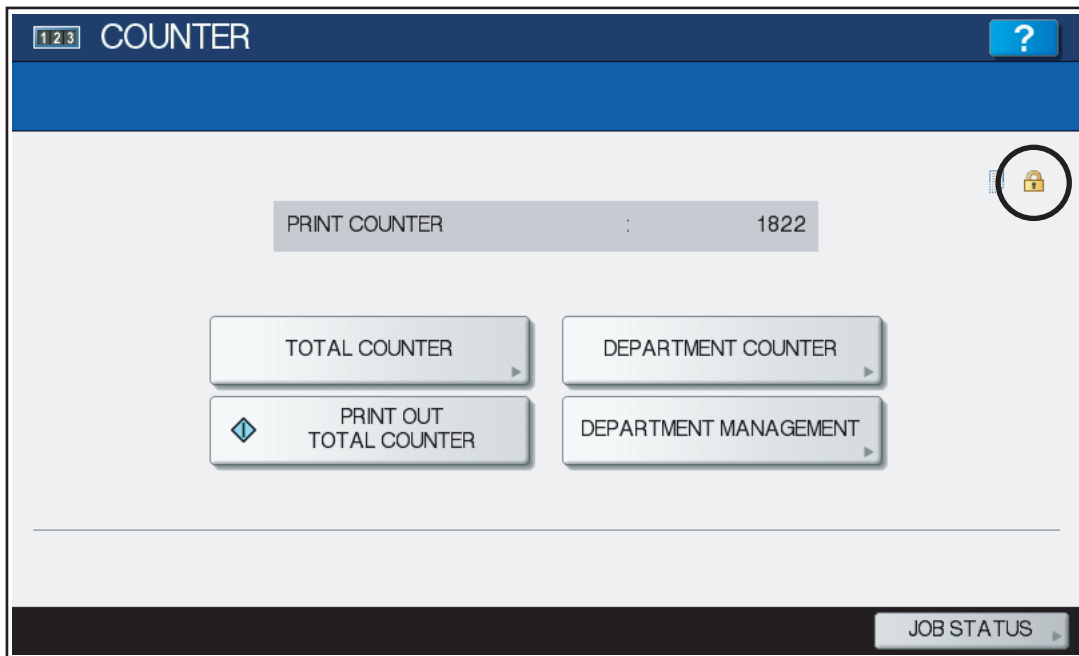 123 COUNTER ?
PRINT COUNTER : 1822
TOTAL COUNTER
DEPARTMENT COUNTER
PRINT OUT
TOTAL COUNTER
DEPARTMENT MANAGEMENT
JOB STATUS